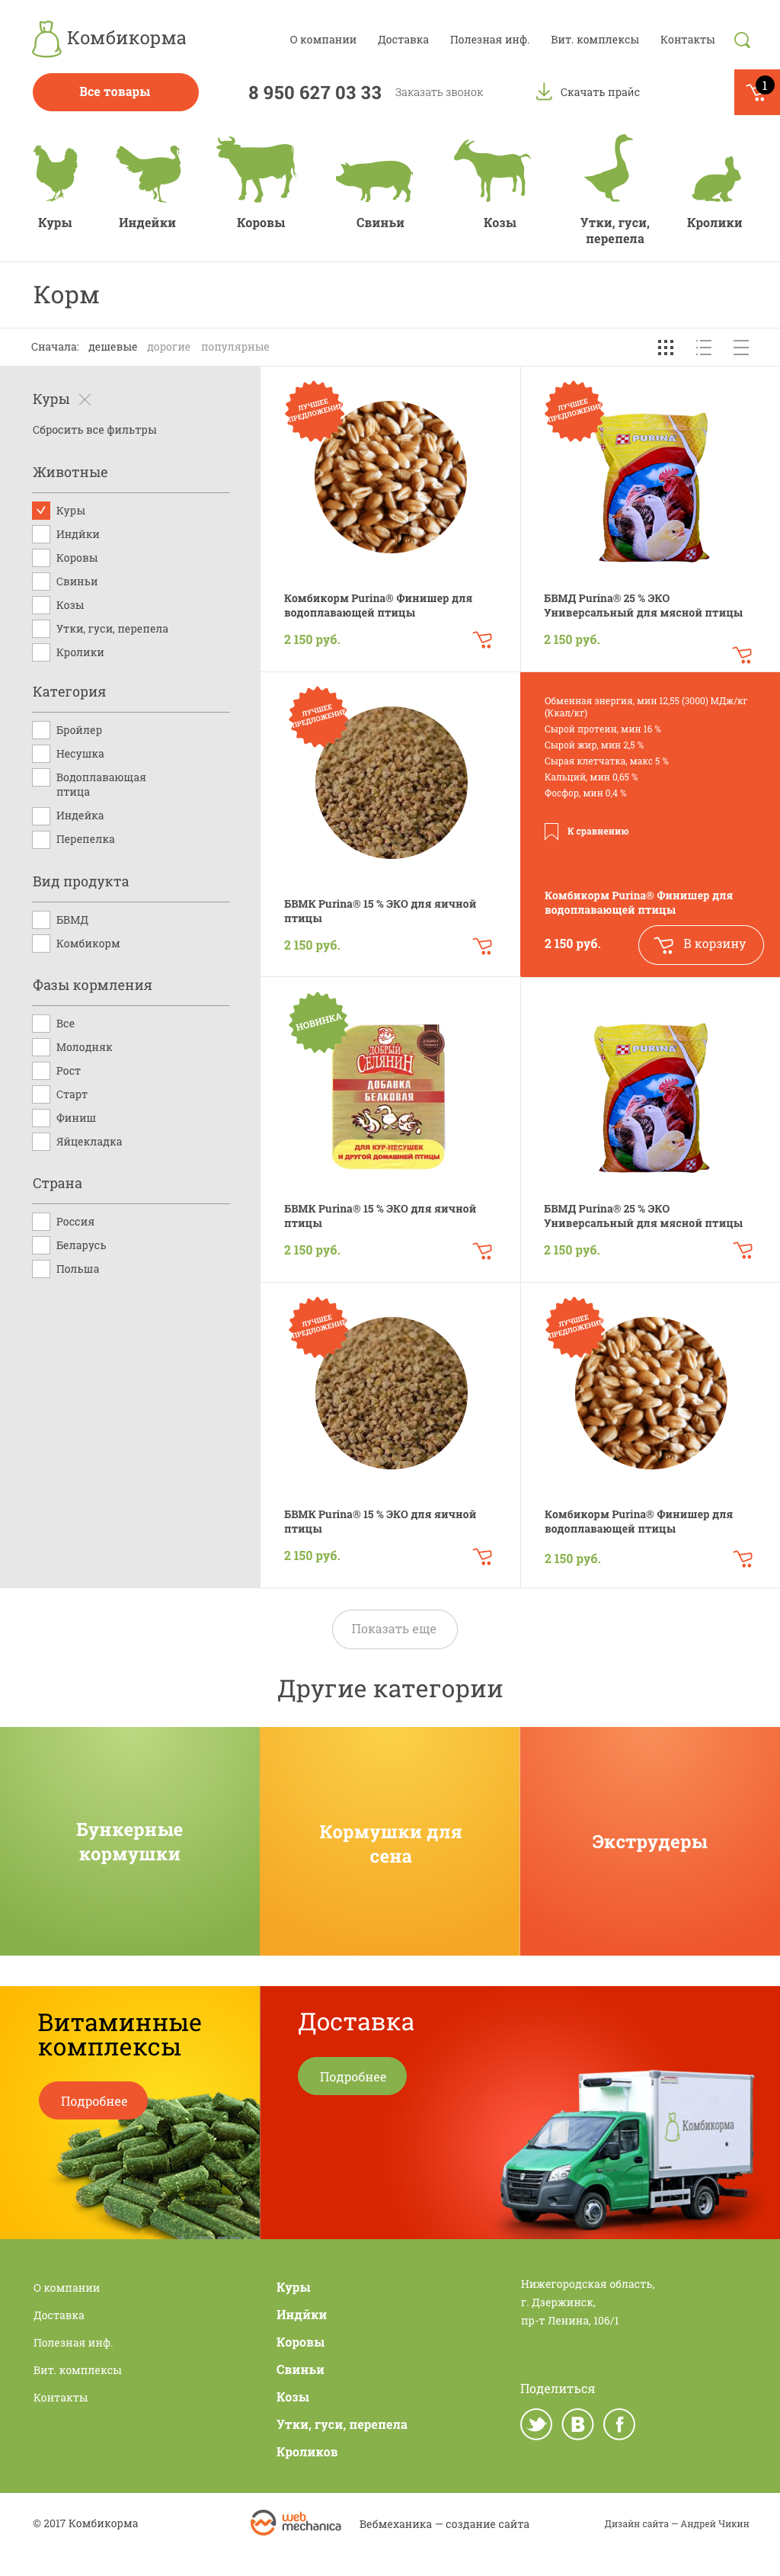 Комбикорма
О компании Доставка Полезная инф. Вит. комплексы Контакты
Все товары
8 950 627 03 33 Заказать звонок
Скачать прайс
1
Куры Индейки Коровы Свиньи Козы Утки, гуси, Кролики
перепела
Корм
Сначала: дешевые дорогие популярные
Куры
Сбросить все фильтры
Животные
Куры
Индйки
Коровы
Свиньи
Козы
Утки, гуси, перепела
Кролики
Категория
Бройлер
Несушка
Водоплавающая
птица
Индейка
Перепелка
Вид продукта
БВМД
Комбикорм
Фазы кормления
Все
Молодняк
Рост
Старт
Финиш
Яйцекладка
Страна
Россия
Беларусь
Польша
ЛУЧШЕЕ
ПРЕДЛОЖЕНИЕ
Комбикорм Purina® Финишер для
водоплавающей птицы
2 150 руб.
ЛУЧШЕЕ
ПРЕДЛОЖЕНИЕ
PURINA
БВМД Purina® 25 % ЭКО
Универсальный для мясной птицы
2 150 руб.
ЛУЧШЕЕ
ПРЕДЛОЖЕНИЕ
БВМК Purina® 15 % ЭКО для яичной
птицы
2 150 руб.
Обменная энергия, мин 12,55 (3000) МДж/кг
(Ккал/кг)
Сырой протеин, мин 16 %
Сырой жир, мин 2,5 %
Сырая клетчатка, макс 5 %
Кальций, мин 0,65 %
Фосфор, мин 0,4 %
К сравнению
Комбикорм Purina® Финишер для
водоплавающей птицы
2 150 руб.
В корзину
НОВИНКА
ДОБРЫЙ
СЕЛЯНИН
ДОБАВКА
БЕЛКОВАЯ
ДЛЯ КУР-НЕСУШЕК
И ДРУГОЙ ДОМАШНЕЙ ПТИЦЫ
БВМК Purina® 15 % ЭКО для яичной
птицы
2 150 руб.
PURINA
БВМД Purina® 25 % ЭКО
Универсальный для мясной птицы
2 150 руб.
ЛУЧШЕЕ
ПРЕДЛОЖЕНИЕ
БВМК Purina® 15 % ЭКО для яичной
птицы
2 150 руб.
ЛУЧШЕЕ
ПРЕДЛОЖЕНИЕ
Комбикорм Purina® Финишер для
водоплавающей птицы
2 150 руб.
Показать еще
Другие категории
Бункерные
кормушки
Кормушки для
сена
Экструдеры
Витаминные
комплексы
Подробнее
Доставка
Подробнее
Комбикорма
О компании
Доставка
Полезная инф.
Вит. комплексы
Контакты
Куры
Индйки
Коровы
Свиньи
Козы
Утки, гуси, перепела
Кроликов
Нижегородская область,
г. Дзержинск,
пр-т Ленина, 106/1
Поделиться
© 2017 Комбикорма
web
mechanica
Вебмеханика — создание сайта
Дизайн сайта — Андрей Чикин